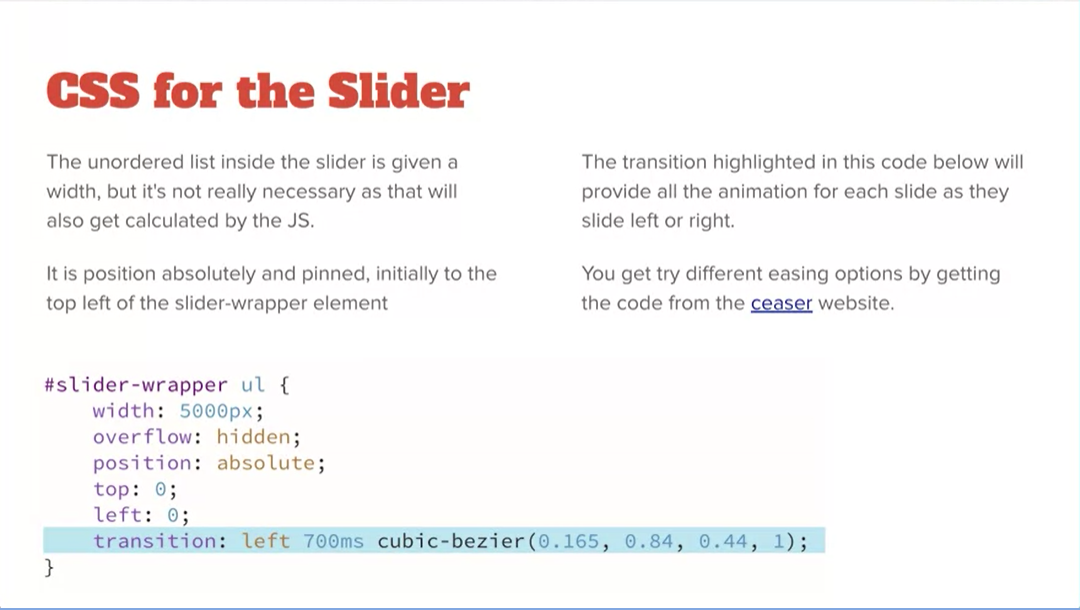 CSS for the Slider
The unordered list inside the slider is given a
width, but it's not really necessary as that will
also get calculated by the JS.
It is position absolutely and pinned, initially to the
top left of the slider-wrapper element
The transition highlighted in this code below will
provide all the animation for each slide as they
slide left or right.
You get try different easing options by getting
the code from the ceaser website.
#slider-wrapper ul {
    width: 5000px;
    overflow: hidden;
    position: absolute;
    top: 0;
    left: 0;
    transition: left 700ms cubic-bezier(0.165, 0.84, 0.44, 1);
}